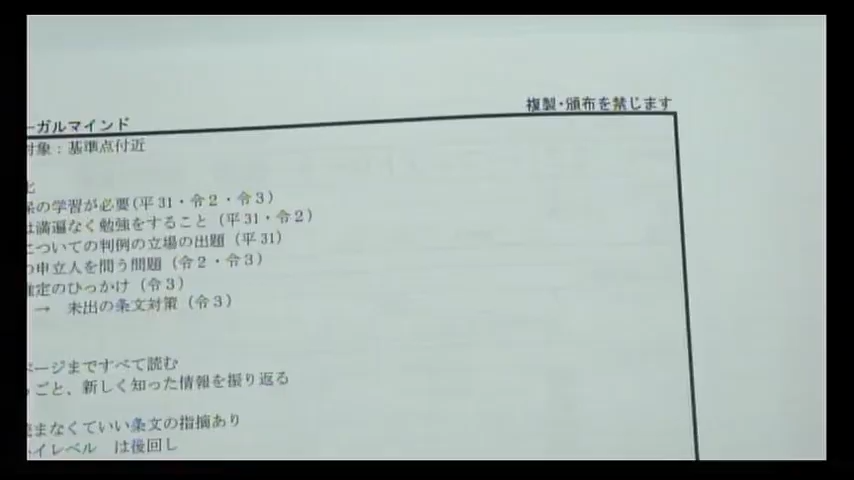 複製・頒布を禁じます
ーガルマインド
対象：基準点付近
化
の学習が必要(平31・令２・令３)
は満遍なく勉強をすること（平31・令２）
についての判例の立場の出題（平31）
の申立人を問う問題（令２・令３）
推定のひっかけ（令３）
→　未出の条文対策（令３）
ページまですべて読む
ごと、新しく知った情報を振り返る
読まなくていい条文の指摘あり
イレベル　は後回し